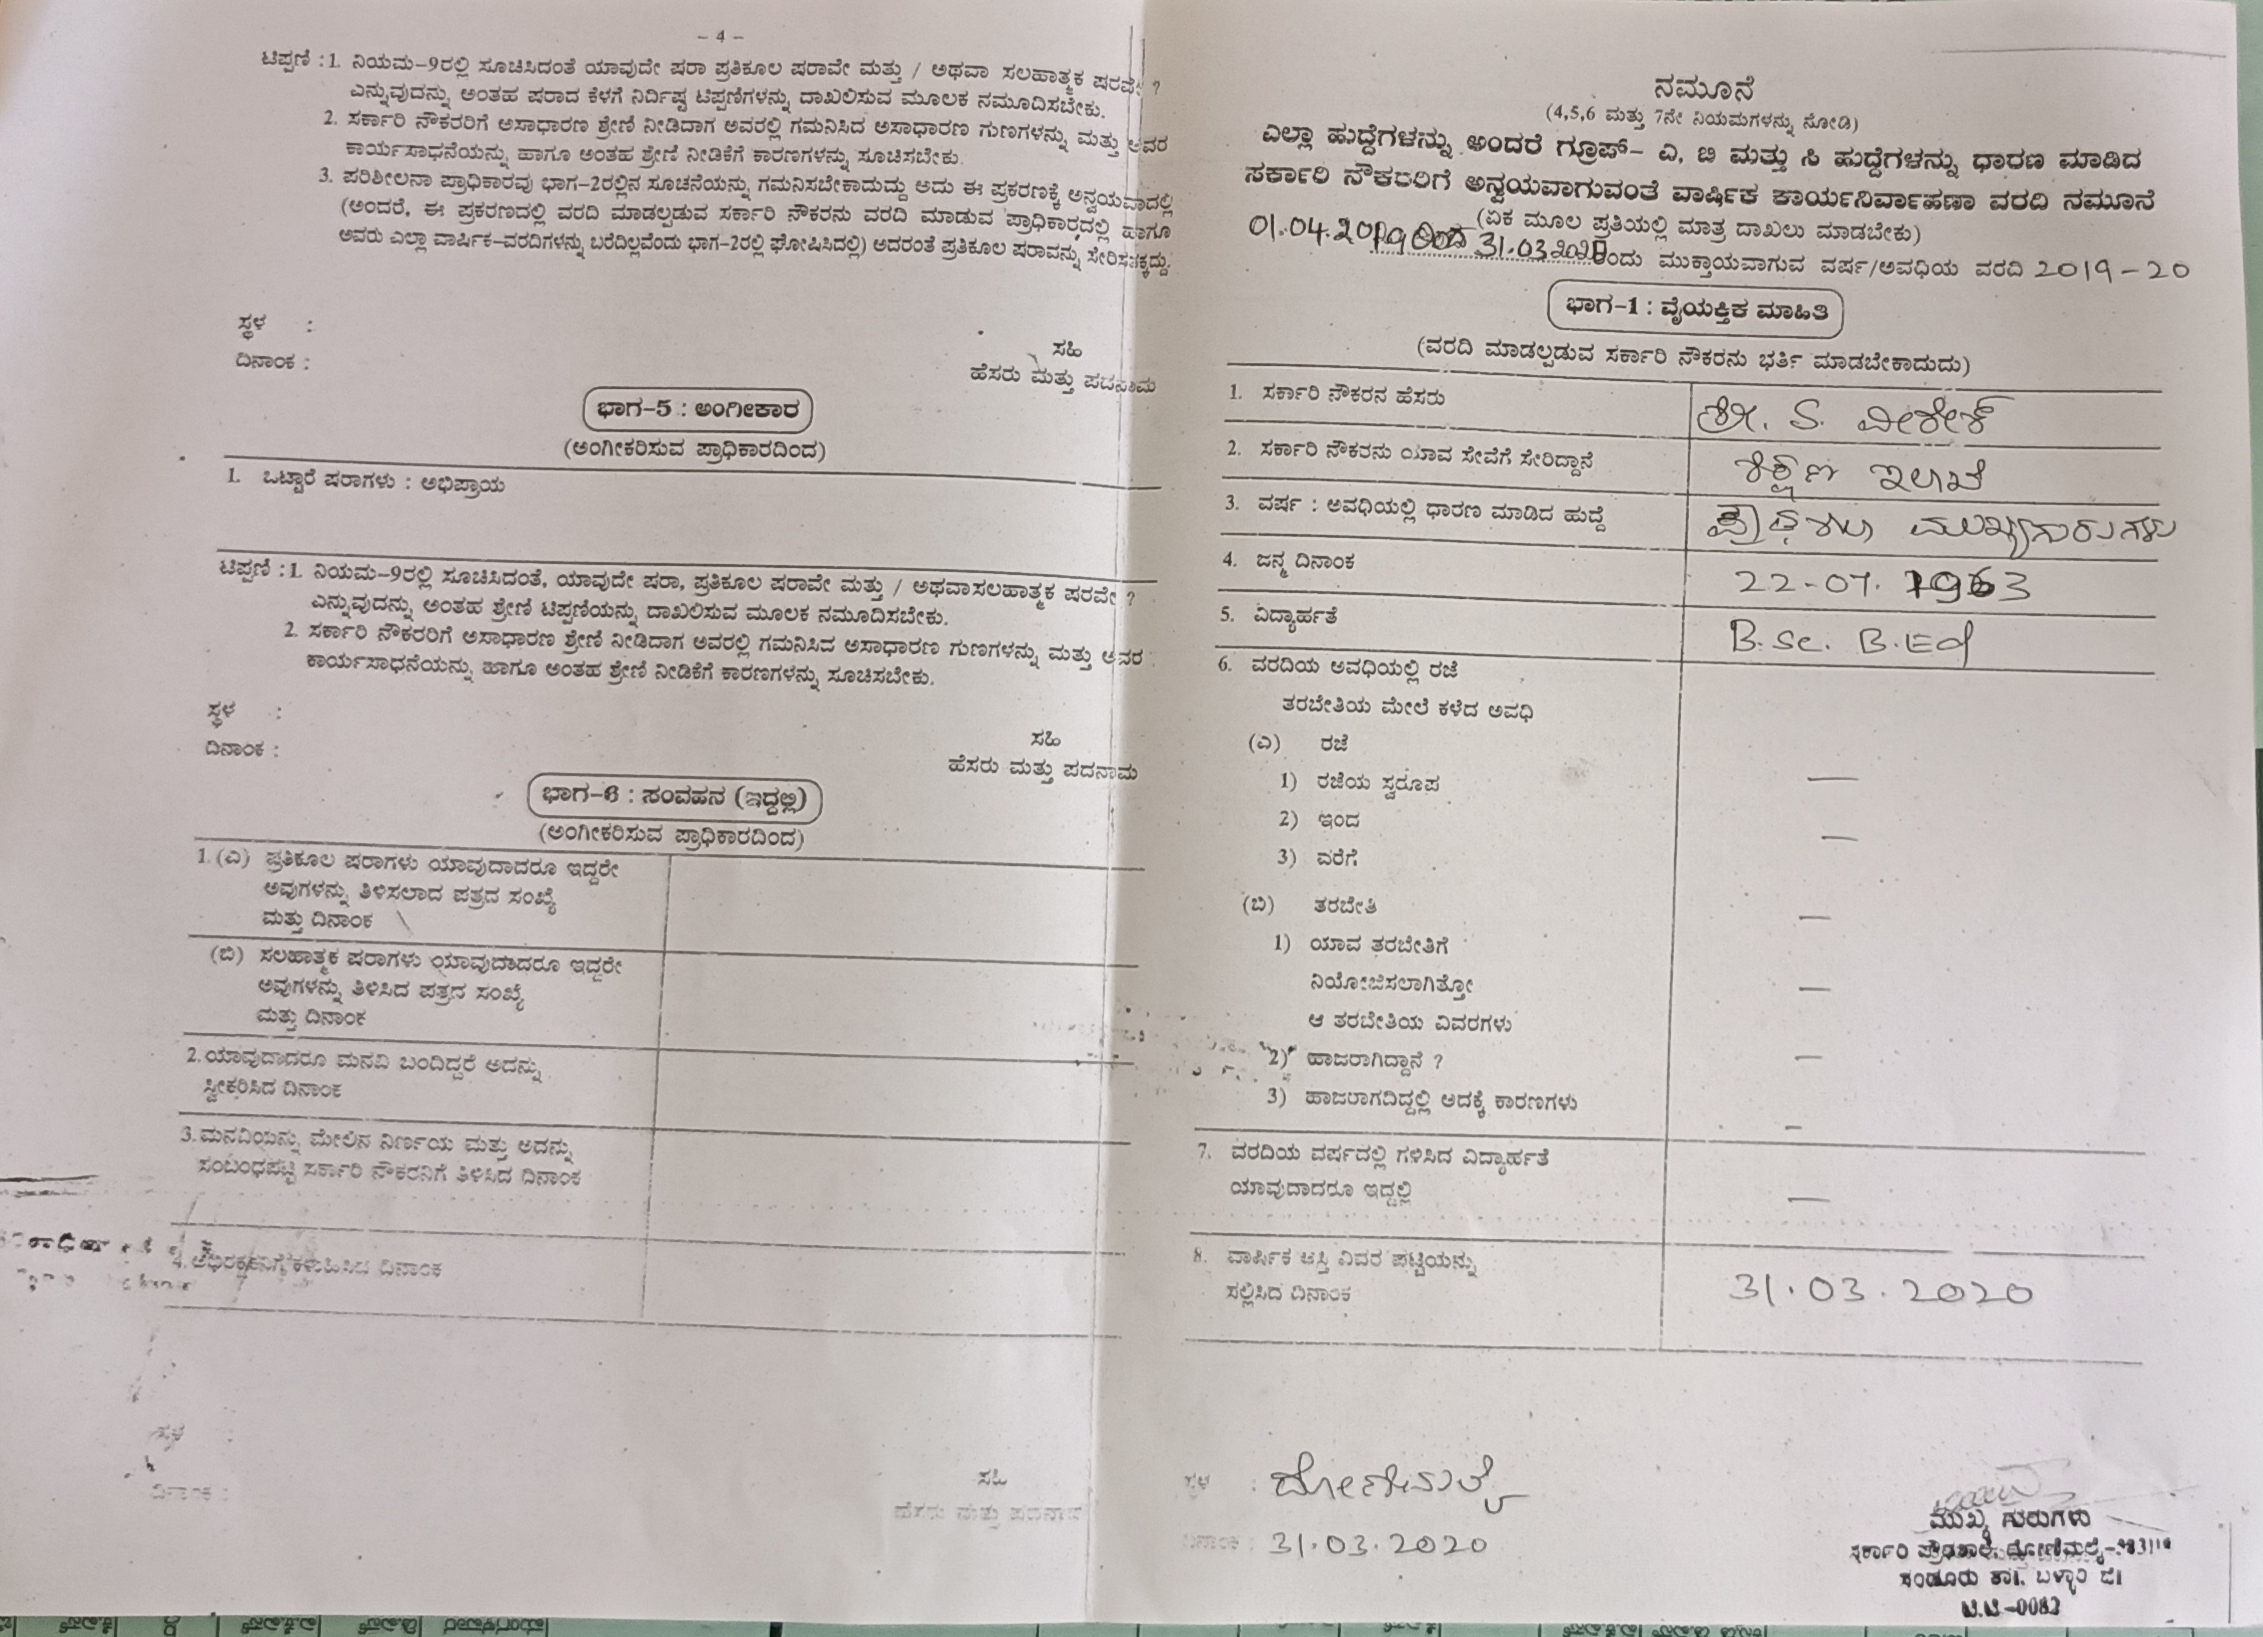 – 4 –
ಟಿಪ್ಪಣಿ : 1. ನಿಯಮ–9ರಲ್ಲಿ ಸೂಚಿಸಿದಂತೆ ಯಾವುದೇ ಷರಾ ಪ್ರತಿಕೂಲ ಷರಾವೇ ಮತ್ತು / ಅಥವಾ ಸಲಹಾತ್ಮಕ ಷರವೇ ?
ಎನ್ನುವುದನ್ನು ಅಂತಹ ಷರಾದ ಕೆಳಗೆ ನಿರ್ದಿಷ್ಟ ಟಿಪ್ಪಣಿಗಳನ್ನು ದಾಖಲಿಸುವ ಮೂಲಕ ನಮೂದಿಸಬೇಕು.
2. ಸರ್ಕಾರಿ ನೌಕರರಿಗೆ ಅಸಾಧಾರಣ ಶ್ರೇಣಿ ನೀಡಿದಾಗ ಅವರಲ್ಲಿ ಗಮನಿಸಿದ ಅಸಾಧಾರಣ ಗುಣಗಳನ್ನು ಮತ್ತು ಅವರ
ಕಾರ್ಯಸಾಧನೆಯನ್ನು ಹಾಗೂ ಅಂತಹ ಶ್ರೇಣಿ ನೀಡಿಕೆಗೆ ಕಾರಣಗಳನ್ನು ಸೂಚಿಸಬೇಕು.
3. ಪರಿಶೀಲನಾ ಪ್ರಾಧಿಕಾರವು ಭಾಗ–2ರಲ್ಲಿನ ಸೂಚನೆಯನ್ನು ಗಮನಿಸಬೇಕಾದುದ್ದು ಅದು ಈ ಪ್ರಕರಣಕ್ಕೆ ಅನ್ವಯವಾದಲ್ಲಿ
(ಅಂದರೆ, ಈ ಪ್ರಕರಣದಲ್ಲಿ ವರದಿ ಮಾಡಲ್ಪಡುವ ಸರ್ಕಾರಿ ನೌಕರನು ವರದಿ ಮಾಡುವ ಪ್ರಾಧಿಕಾರದಲ್ಲಿ ಹಾಗೂ
ಅವರು ಎಲ್ಲಾ ವಾರ್ಷಿಕ–ವರದಿಗಳನ್ನು ಬರೆದಿಲ್ಲವೆಂದು ಭಾಗ–2ರಲ್ಲಿ ಘೋಷಿಸಿದಲ್ಲಿ) ಅದರಂತೆ ಪ್ರತಿಕೂಲ ಷರಾವನ್ನು ಸೇರಿಸತಕ್ಕದ್ದು.
ಸ್ಥಳ :
ದಿನಾಂಕ :
ಸಹಿ
ಹೆಸರು ಮತ್ತು ಪದನಾಮ
ಭಾಗ–5 : ಅಂಗೀಕಾರ
(ಅಂಗೀಕರಿಸುವ ಪ್ರಾಧಿಕಾರದಿಂದ)
1. ಒಟ್ಟಾರೆ ಷರಾಗಳು : ಅಭಿಪ್ರಾಯ
ಟಿಪ್ಪಣಿ : 1. ನಿಯಮ–9ರಲ್ಲಿ ಸೂಚಿಸಿದಂತೆ, ಯಾವುದೇ ಷರಾ, ಪ್ರತಿಕೂಲ ಷರಾವೇ ಮತ್ತು / ಅಥವಾಸಲಹಾತ್ಮಕ ಷರವೇ ?
ಎನ್ನುವುದನ್ನು ಅಂತಹ ಶ್ರೇಣಿ ಟಿಪ್ಪಣಿಯನ್ನು ದಾಖಲಿಸುವ ಮೂಲಕ ನಮೂದಿಸಬೇಕು.
2. ಸರ್ಕಾರಿ ನೌಕರರಿಗೆ ಅಸಾಧಾರಣ ಶ್ರೇಣಿ ನೀಡಿದಾಗ ಅವರಲ್ಲಿ ಗಮನಿಸಿದ ಅಸಾಧಾರಣ ಗುಣಗಳನ್ನು ಮತ್ತು ಅವರ
ಕಾರ್ಯಸಾಧನೆಯನ್ನು ಹಾಗೂ ಅಂತಹ ಶ್ರೇಣಿ ನೀಡಿಕೆಗೆ ಕಾರಣಗಳನ್ನು ಸೂಚಿಸಬೇಕು.
ಸ್ಥಳ :
ದಿನಾಂಕ :
ಸಹಿ
ಹೆಸರು ಮತ್ತು ಪದನಾಮ
ಭಾಗ–6 : ಸಂವಹನ (ಇದ್ದಲ್ಲಿ)
(ಅಂಗೀಕರಿಸುವ ಪ್ರಾಧಿಕಾರದಿಂದ)
1. (ಎ) ಪ್ರತಿಕೂಲ ಷರಾಗಳು ಯಾವುದಾದರೂ ಇದ್ದರೇ
ಅವುಗಳನ್ನು ತಿಳಿಸಲಾದ ಪತ್ರದ ಸಂಖ್ಯೆ
ಮತ್ತು ದಿನಾಂಕ
(ಬಿ) ಸಲಹಾತ್ಮಕ ಷರಾಗಳು ಯಾವುದಾದರೂ ಇದ್ದರೇ
ಅವುಗಳನ್ನು ತಿಳಿಸಿದ ಪತ್ರದ ಸಂಖ್ಯೆ
ಮತ್ತು ದಿನಾಂಕ
2. ಯಾವುದಾದರೂ ಮನವಿ ಬಂದಿದ್ದರೆ ಅದನ್ನು
ಸ್ವೀಕರಿಸಿದ ದಿನಾಂಕ
3. ಮನವಿಯನ್ನು ಮೇಲಿನ ನಿರ್ಣಯ ಮತ್ತು ಅದನ್ನು
ಸಂಬಂಧಪಟ್ಟ ಸರ್ಕಾರಿ ನೌಕರನಿಗೆ ತಿಳಿಸಿದ ದಿನಾಂಕ
4. ಅಭಿರಕ್ಷಕನಿಗೆ ಕಳುಹಿಸಿದ ದಿನಾಂಕ
ಸ್ಥಳ
ದಿನಾಂಕ :
ಸಹಿ
ಹೆಸರು ಮತ್ತು ಪದನಾಮ
ನಮೂನೆ
(4,5,6 ಮತ್ತು 7ನೇ ನಿಯಮಗಳನ್ನು ನೋಡಿ)
ಎಲ್ಲಾ ಹುದ್ದೆಗಳನ್ನು ಅಂದರೆ ಗ್ರೂಪ್– ಎ, ಬಿ ಮತ್ತು ಸಿ ಹುದ್ದೆಗಳನ್ನು ಧಾರಣ ಮಾಡಿದ
ಸರ್ಕಾರಿ ನೌಕರರಿಗೆ ಅನ್ವಯವಾಗುವಂತೆ ವಾರ್ಷಿಕ ಕಾರ್ಯನಿರ್ವಾಹಣಾ ವರದಿ ನಮೂನೆ
(ಏಕ ಮೂಲ ಪ್ರತಿಯಲ್ಲಿ ಮಾತ್ರ ದಾಖಲು ಮಾಡಬೇಕು)
01.04.2019 ರಿಂದ 31.03.2020 ರಂದು ಮುಕ್ತಾಯವಾಗುವ ವರ್ಷ/ಅವಧಿಯ ವರದಿ 2019-20
ಭಾಗ–1 : ವೈಯಕ್ತಿಕ ಮಾಹಿತಿ
(ವರದಿ ಮಾಡಲ್ಪಡುವ ಸರ್ಕಾರಿ ನೌಕರನು ಭರ್ತಿ ಮಾಡಬೇಕಾದುದು)
1. ಸರ್ಕಾರಿ ನೌಕರನ ಹೆಸರು ಶ್ರೀ. S.
2. ಸರ್ಕಾರಿ ನೌಕರನು ಯಾವ ಸೇವೆಗೆ ಸೇರಿದ್ದಾನೆ ಶಿಕ್ಷಣ ಇಲಾಖೆ
3. ವರ್ಷ : ಅವಧಿಯಲ್ಲಿ ಧಾರಣ ಮಾಡಿದ ಹುದ್ದೆ ಪ್ರೌಢಶಾಲಾ ಮುಖ್ಯಗುರುಗಳು
4. ಜನ್ಮ ದಿನಾಂಕ 22-07-1963
5. ವಿದ್ಯಾರ್ಹತೆ B.Sc. B.Ed
6. ವರದಿಯ ಅವಧಿಯಲ್ಲಿ ರಜೆ
ತರಬೇತಿಯ ಮೇಲೆ ಕಳೆದ ಅವಧಿ
(ಎ) ರಜೆ
1) ರಜೆಯ ಸ್ವರೂಪ —
2) ಇಂದ —
3) ವರೆಗೆ
(ಬಿ) ತರಬೇತಿ —
1) ಯಾವ ತರಬೇತಿಗೆ
ನಿಯೋಜಿಸಲಾಗಿತ್ತೋ —
ಆ ತರಬೇತಿಯ ವಿವರಗಳು
2) ಹಾಜರಾಗಿದ್ದಾನೆ ? —
3) ಹಾಜರಾಗದಿದ್ದಲ್ಲಿ ಅದಕ್ಕೆ ಕಾರಣಗಳು –
7. ವರದಿಯ ವರ್ಷದಲ್ಲಿ ಗಳಿಸಿದ ವಿದ್ಯಾರ್ಹತೆ
ಯಾವುದಾದರೂ ಇದ್ದಲ್ಲಿ —
8. ವಾರ್ಷಿಕ ಆಸ್ತಿ ವಿವರ ಪಟ್ಟಿಯನ್ನು
ಸಲ್ಲಿಸಿದ ದಿನಾಂಕ 31.03.2020
ಸ್ಥಳ : ದೋಣಿಮಲೈ
ದಿನಾಂಕ : 31.03.2020
ಮುಖ್ಯ ಗುರುಗಳು
ಸರ್ಕಾರಿ ಪ್ರೌಢಶಾಲೆ, ದೋಣಿಮಲೈ-583118
ಸಂಡೂರು ತಾ।, ಬಳ್ಳಾರಿ ಜಿ।